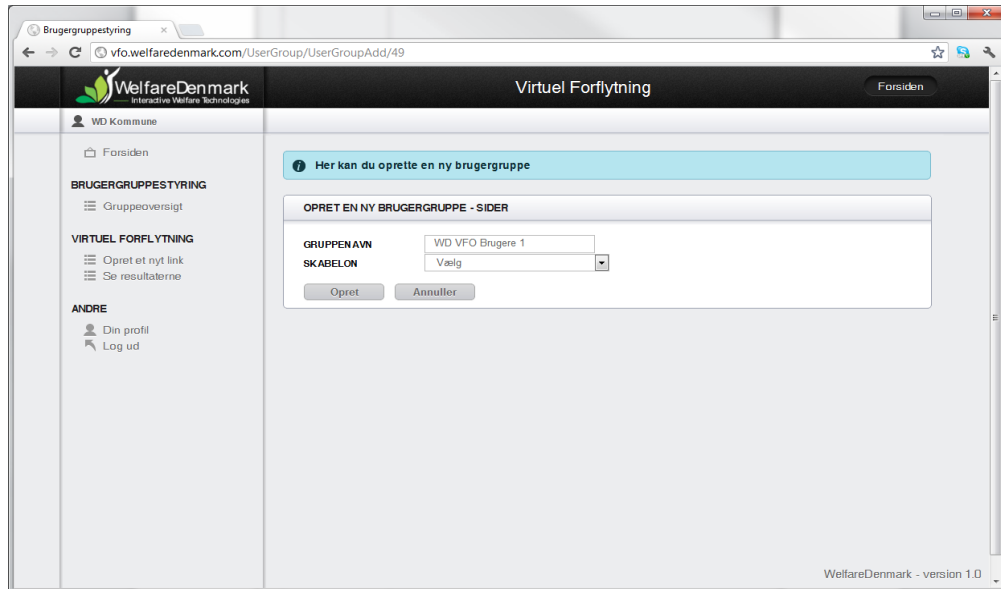 Brugergruppestyring
vfo.welfaredenmark.com/UserGroup/UserGroupAdd/49
WelfareDenmark
Interactive Welfare Technologies
Virtuel Forflytning
Forsiden
WD Kommune
Forsiden
BRUGERGRUPPESTYRING
Gruppeoversigt
VIRTUEL FORFLYTNING
Opret et nyt link
Se resultaterne
ANDRE
Din profil
Log ud
Her kan du oprette en ny brugergruppe
OPRET EN NY BRUGERGRUPPE - SIDER
GRUPPENAVN WD VFO Brugere 1
SKABELON Vælg
Opret Annuller
WelfareDenmark - version 1.0